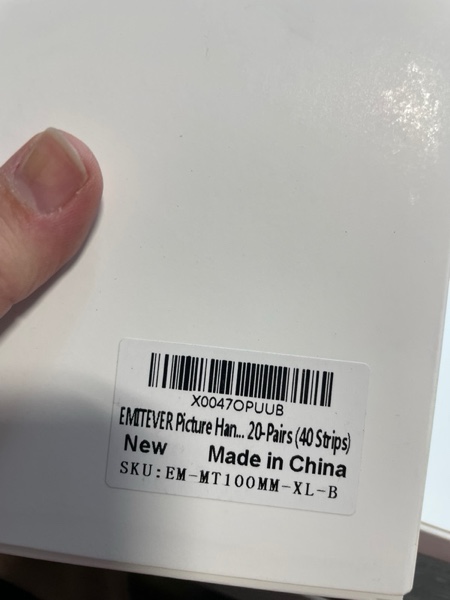 X0047OPUUB
EMITEVER Picture Han... 20-Pairs (40 Strips)
New Made in China
SKU:EM-MT100MM-XL-B